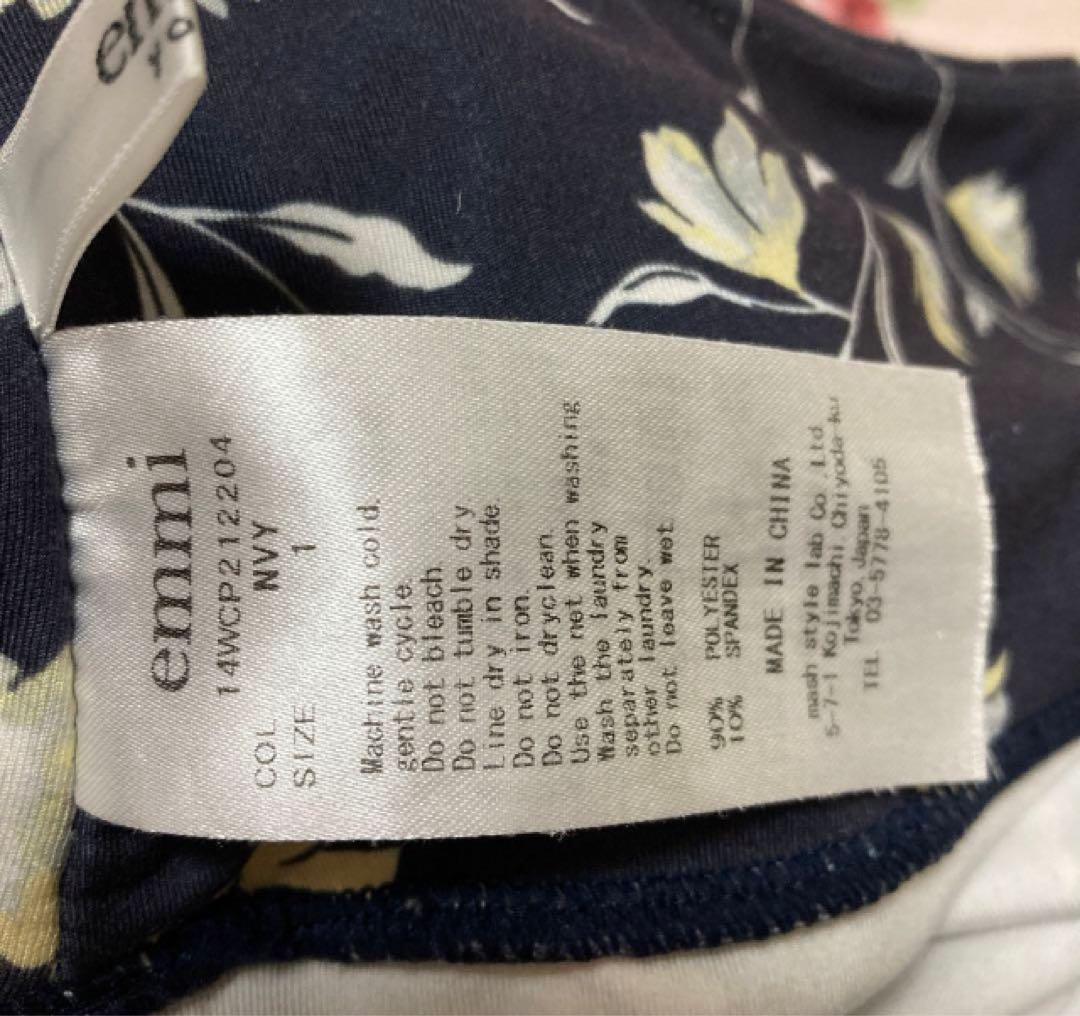 emmi
14WCP212204
COL NVY
SIZE 1
Machine wash cold.
gentle cycle.
Do not bleach.
Do not tumble dry.
Line dry in shade.
Do not iron.
Do not dryclean.
Use the net when washing
Wash the laundry
separately from
other laundry.
Do not leave wet.
90% POLYESTER
10% SPANDEX
MADE IN CHINA
mash style lab Co.,Ltd.
5-7-1 Kojimachi, Chiyoda-ku
Tokyo, Japan
TEL 03-5778-4105